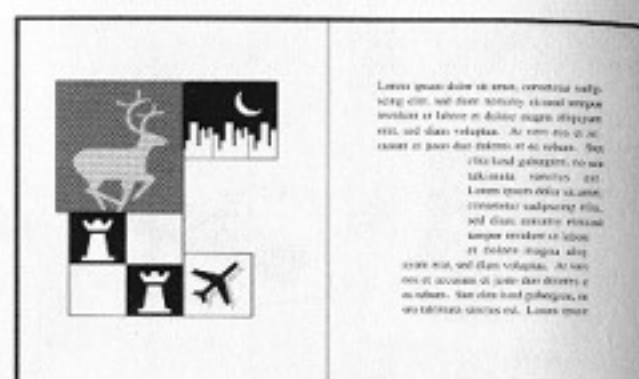 Lorem ipsum dolor sit amet, consetetur sadip-
scing elitr, sed diam nonumy eirmod tempor
invidunt ut labore et dolore magna aliquyam
erat, sed diam voluptua. At vero eos et ac-
cusam et justo duo dolores et ea rebum. Stet
clita kasd gubergren, no sea
takimata sanctus est.
Lorem ipsum dolor sit amet,
consetetur sadipscing elitr,
sed diam nonumy eirmod
tempor invidunt ut labore
et dolore magna aliq
uyam erat, sed diam voluptua. At vero
eos et accusam et justo duo dolores e
ea rebum. Stet clita kasd gubergren, no
sea takimata sanctus est. Lorem ipsum